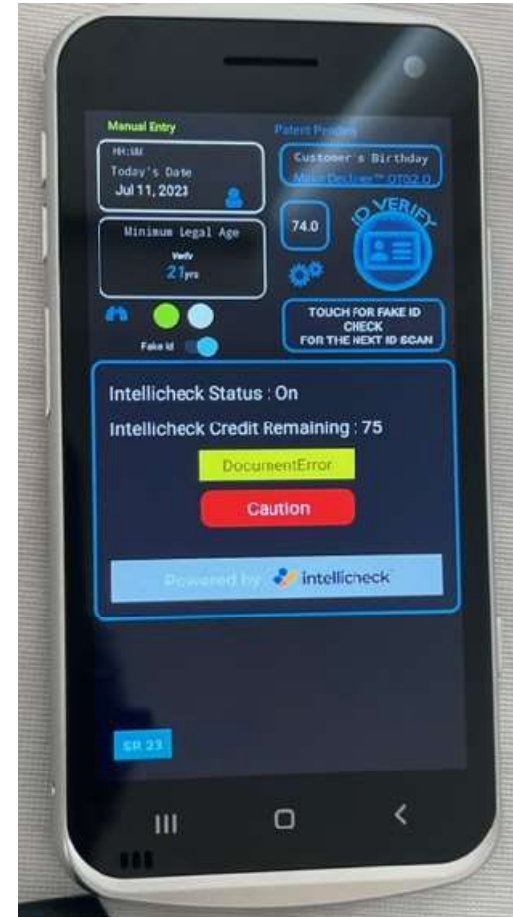 Manual Entry
Patent Pending
HH:MM
Today's Date
Jul 11, 2023
Customer's Birthday
Minimum Legal Age
Verify
21yrs
74.0
ID VERIFY
Fake Id
TOUCH FOR FAKE ID
CHECK
FOR THE NEXT ID SCAN
Intellicheck Status : On
Intellicheck Credit Remaining : 75
DocumentError
Caution
Powered by intellicheck
SR 23